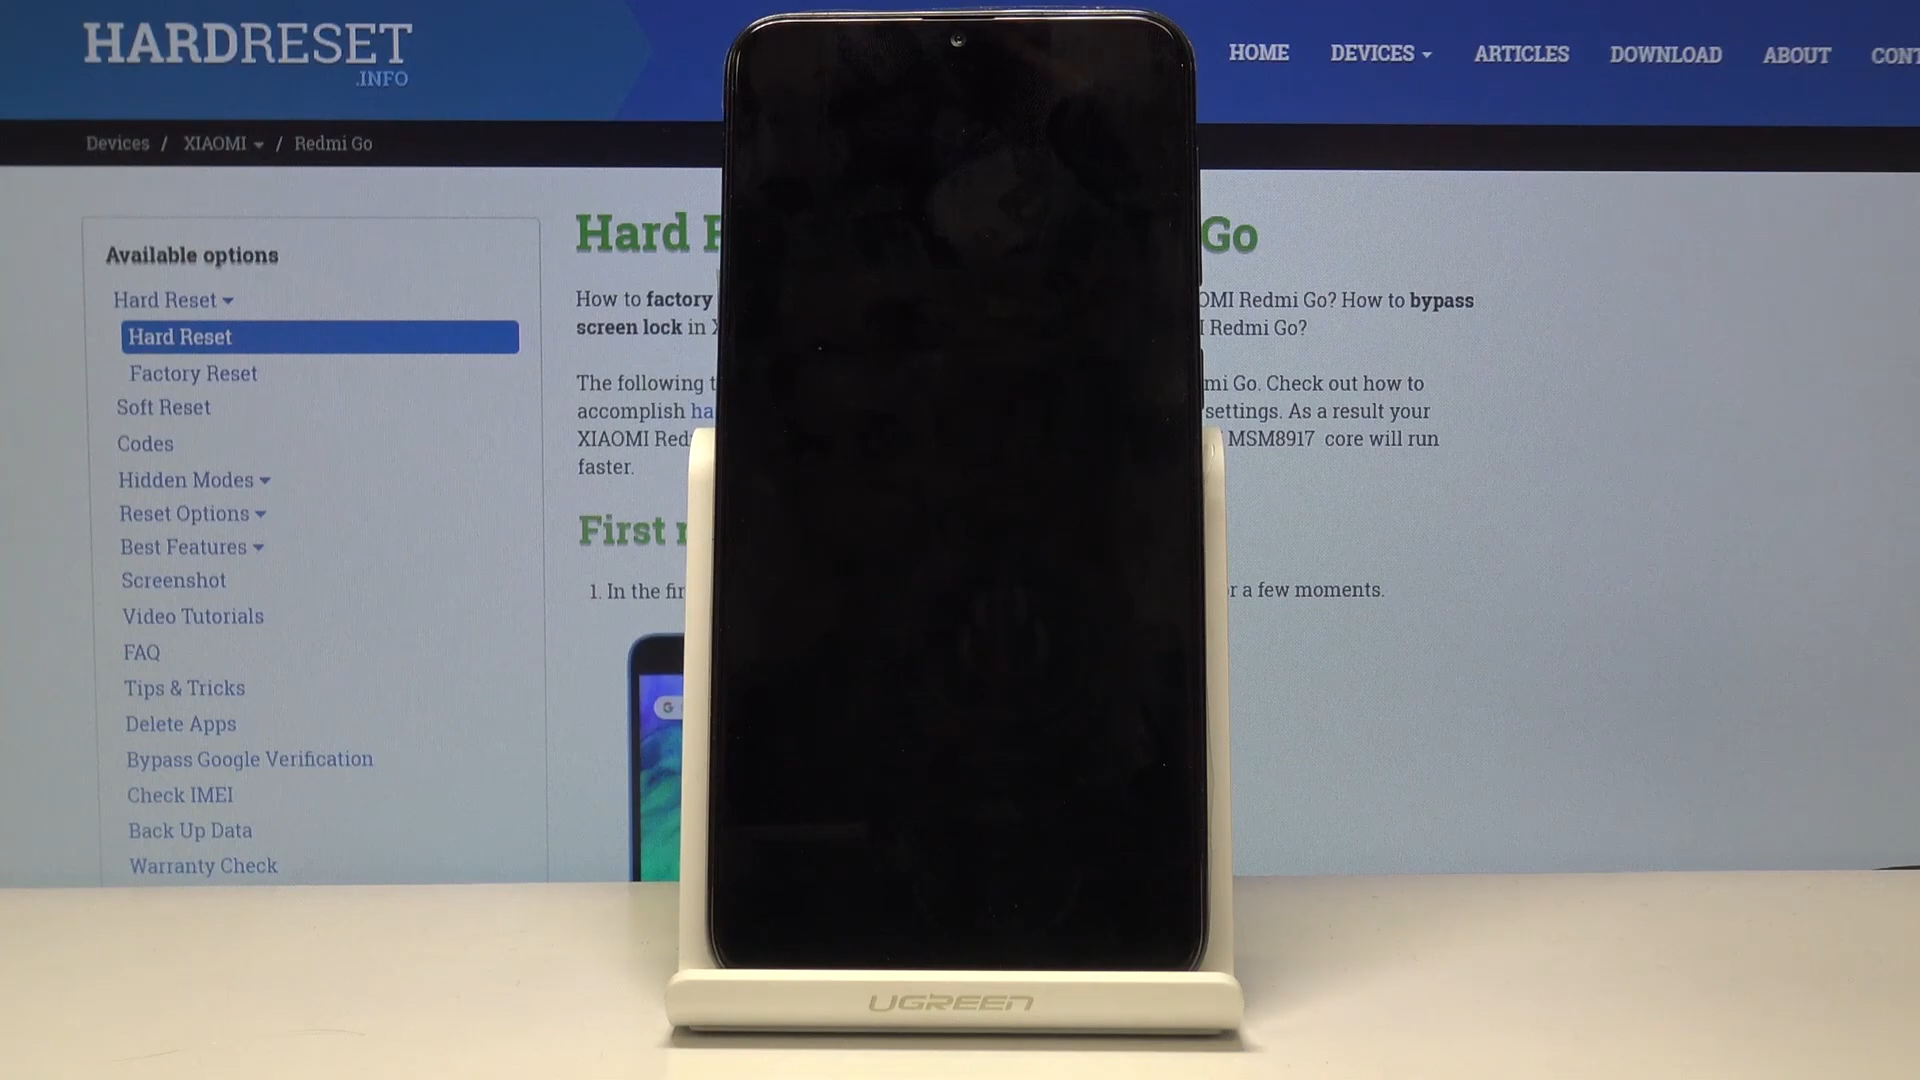 HARDRESET
.INFO
HOME DEVICES ARTICLES DOWNLOAD ABOUT CONT
Devices / XIAOMI / Redmi Go
Available options
Hard Reset
Hard Reset
Factory Reset
Soft Reset
Codes
Hidden Modes
Reset Options
Best Features
Screenshot
Video Tutorials
FAQ
Tips & Tricks
Delete Apps
Bypass Google Verification
Check IMEI
Back Up Data
Warranty Check
Hard Go
How to factory OMI Redmi Go? How to bypass
screen lock in Redmi Go?
The following mi Go. Check out how to
accomplish ha settings. As a result your
XIAOMI Red MSM8917 core will run
faster.
First
1. In the fir r a few moments.
G
UGREEN